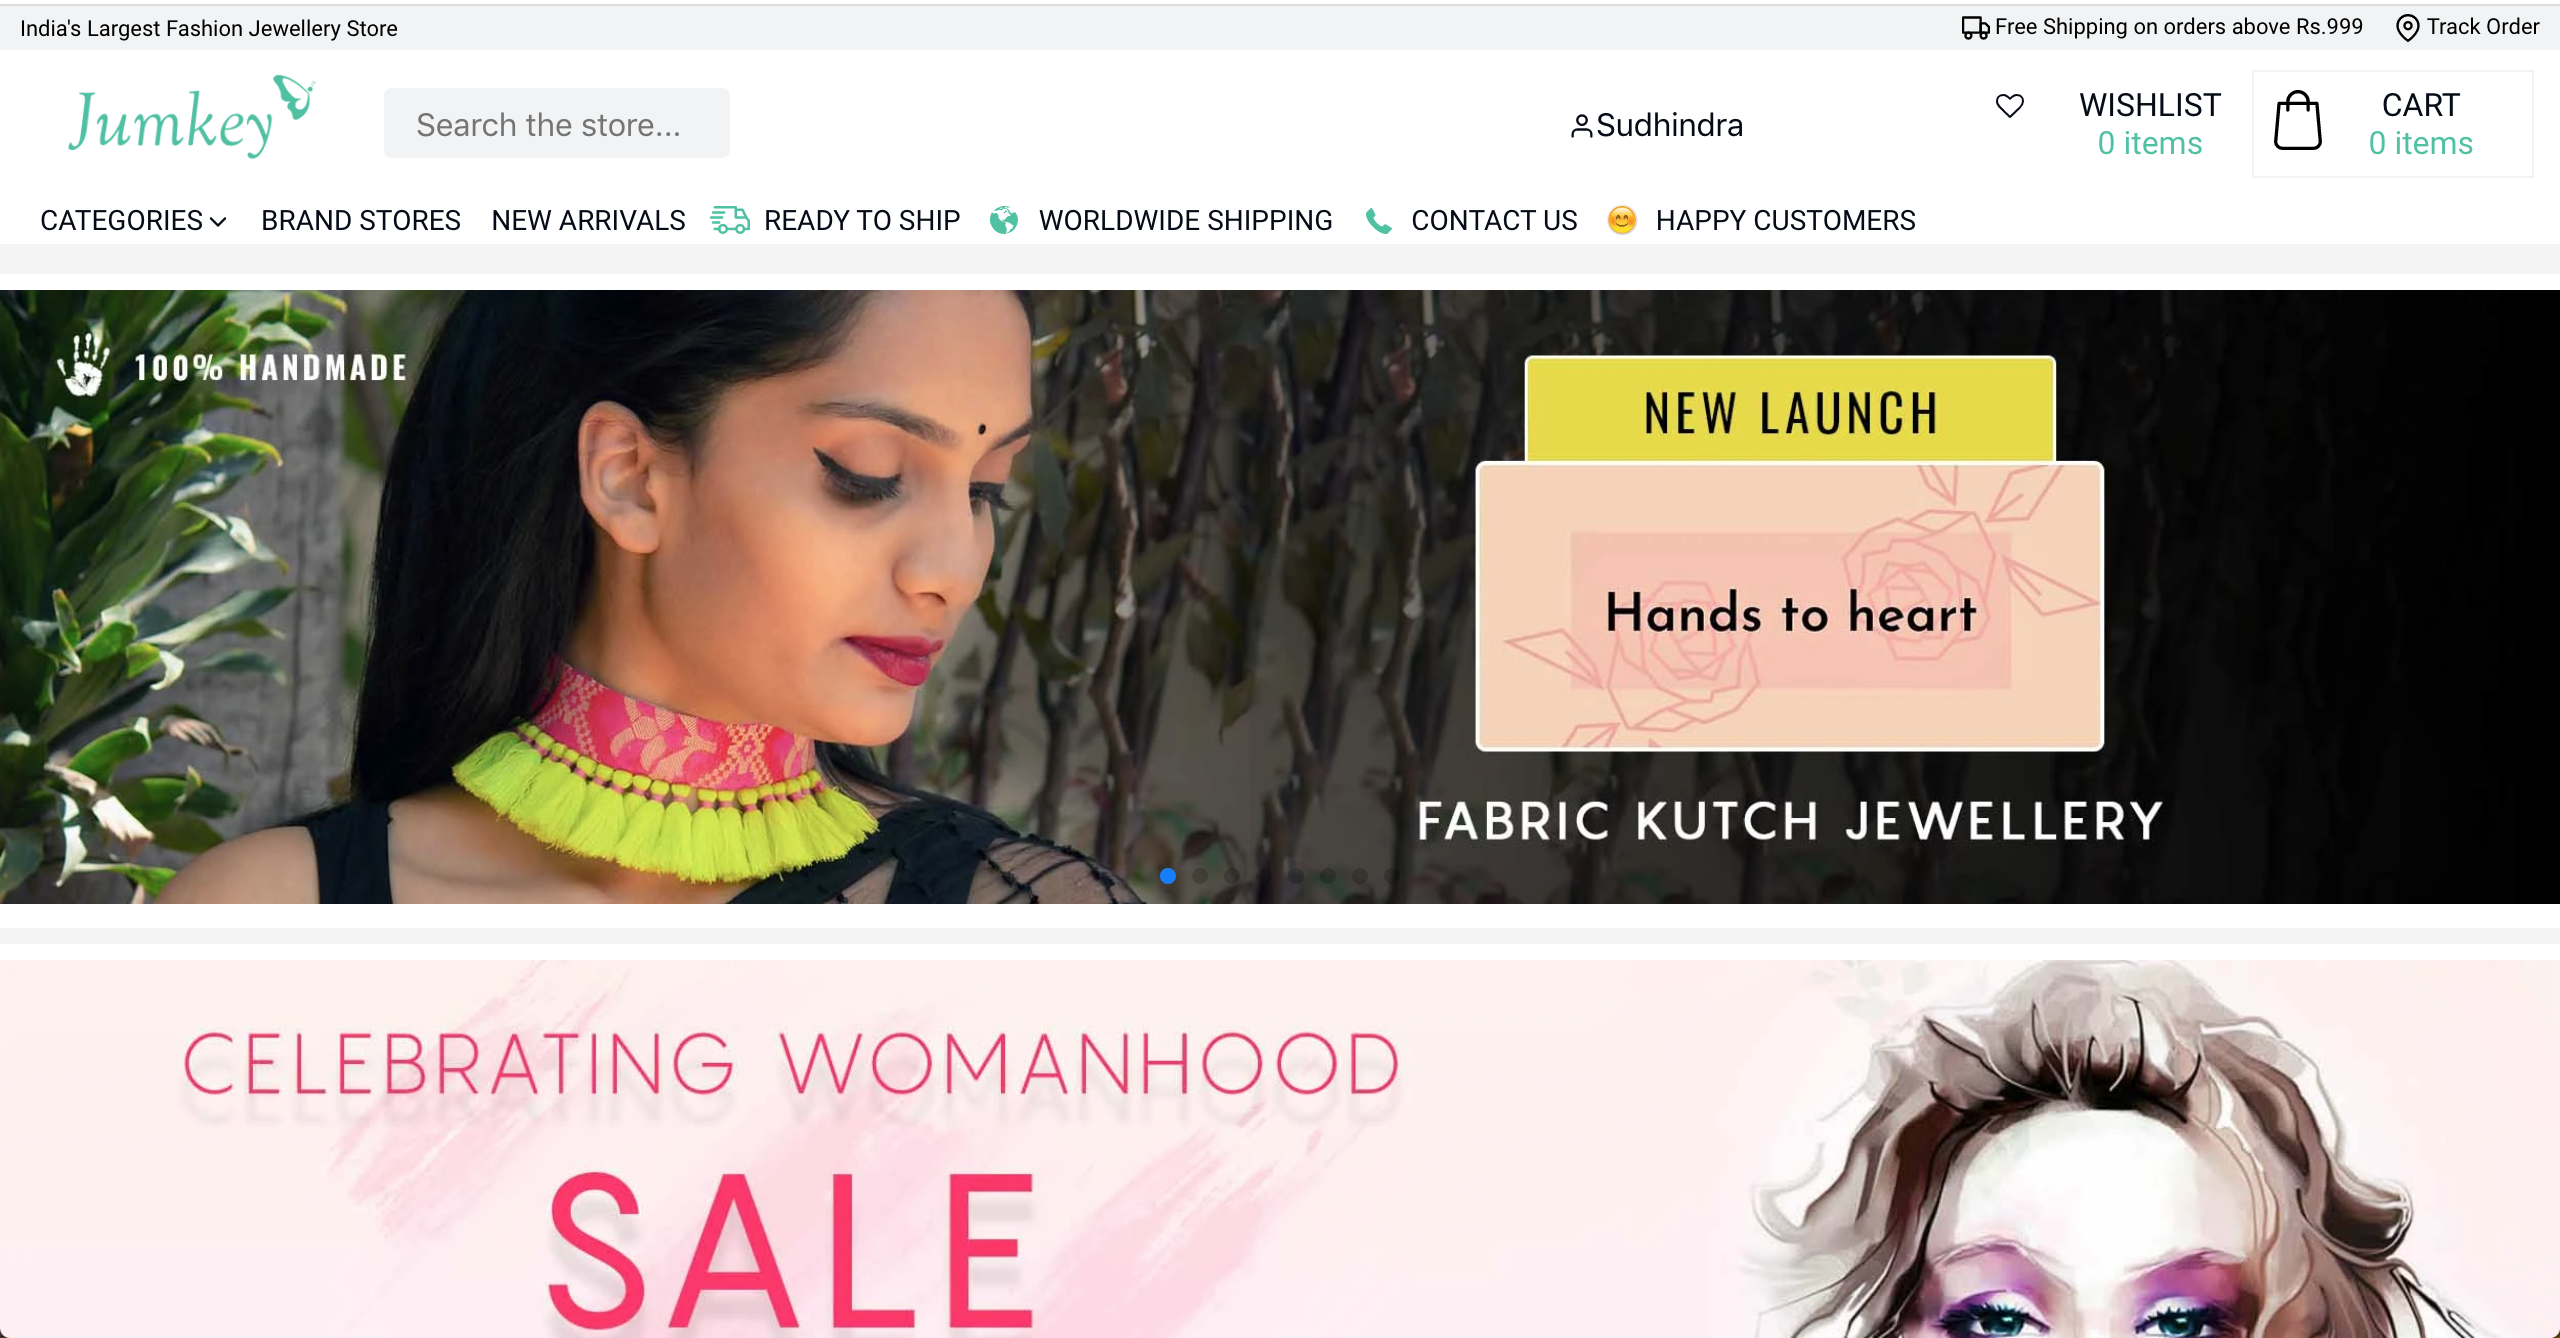 India's Largest Fashion Jewellery Store
Free Shipping on orders above Rs.999
Track Order
Jumkey
Search the store...
Sudhindra
WISHLIST
0 items
CART
0 items
CATEGORIES
BRAND STORES
NEW ARRIVALS
READY TO SHIP
WORLDWIDE SHIPPING
CONTACT US
HAPPY CUSTOMERS
100% HANDMADE
NEW LAUNCH
Hands to heart
FABRIC KUTCH JEWELLERY
CELEBRATING WOMANHOOD
SALE